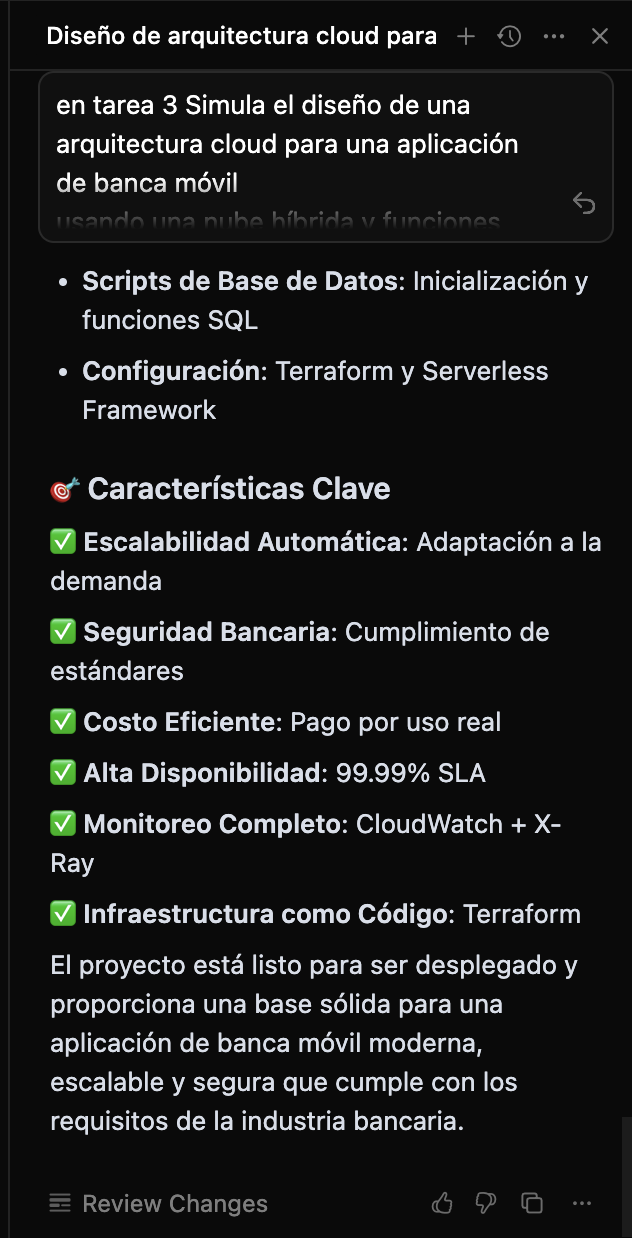 Diseño de arquitectura cloud para
en tarea 3 Simula el diseño de una
arquitectura cloud para una aplicación
de banca móvil
usando una nube híbrida y funciones
• Scripts de Base de Datos: Inicialización y
funciones SQL
• Configuración: Terraform y Serverless
Framework
🎯 Características Clave
✅ Escalabilidad Automática: Adaptación a la
demanda
✅ Seguridad Bancaria: Cumplimiento de
estándares
✅ Costo Eficiente: Pago por uso real
✅ Alta Disponibilidad: 99.99% SLA
✅ Monitoreo Completo: CloudWatch + X-
Ray
✅ Infraestructura como Código: Terraform
El proyecto está listo para ser desplegado y
proporciona una base sólida para una
aplicación de banca móvil moderna,
escalable y segura que cumple con los
requisitos de la industria bancaria.
Review Changes